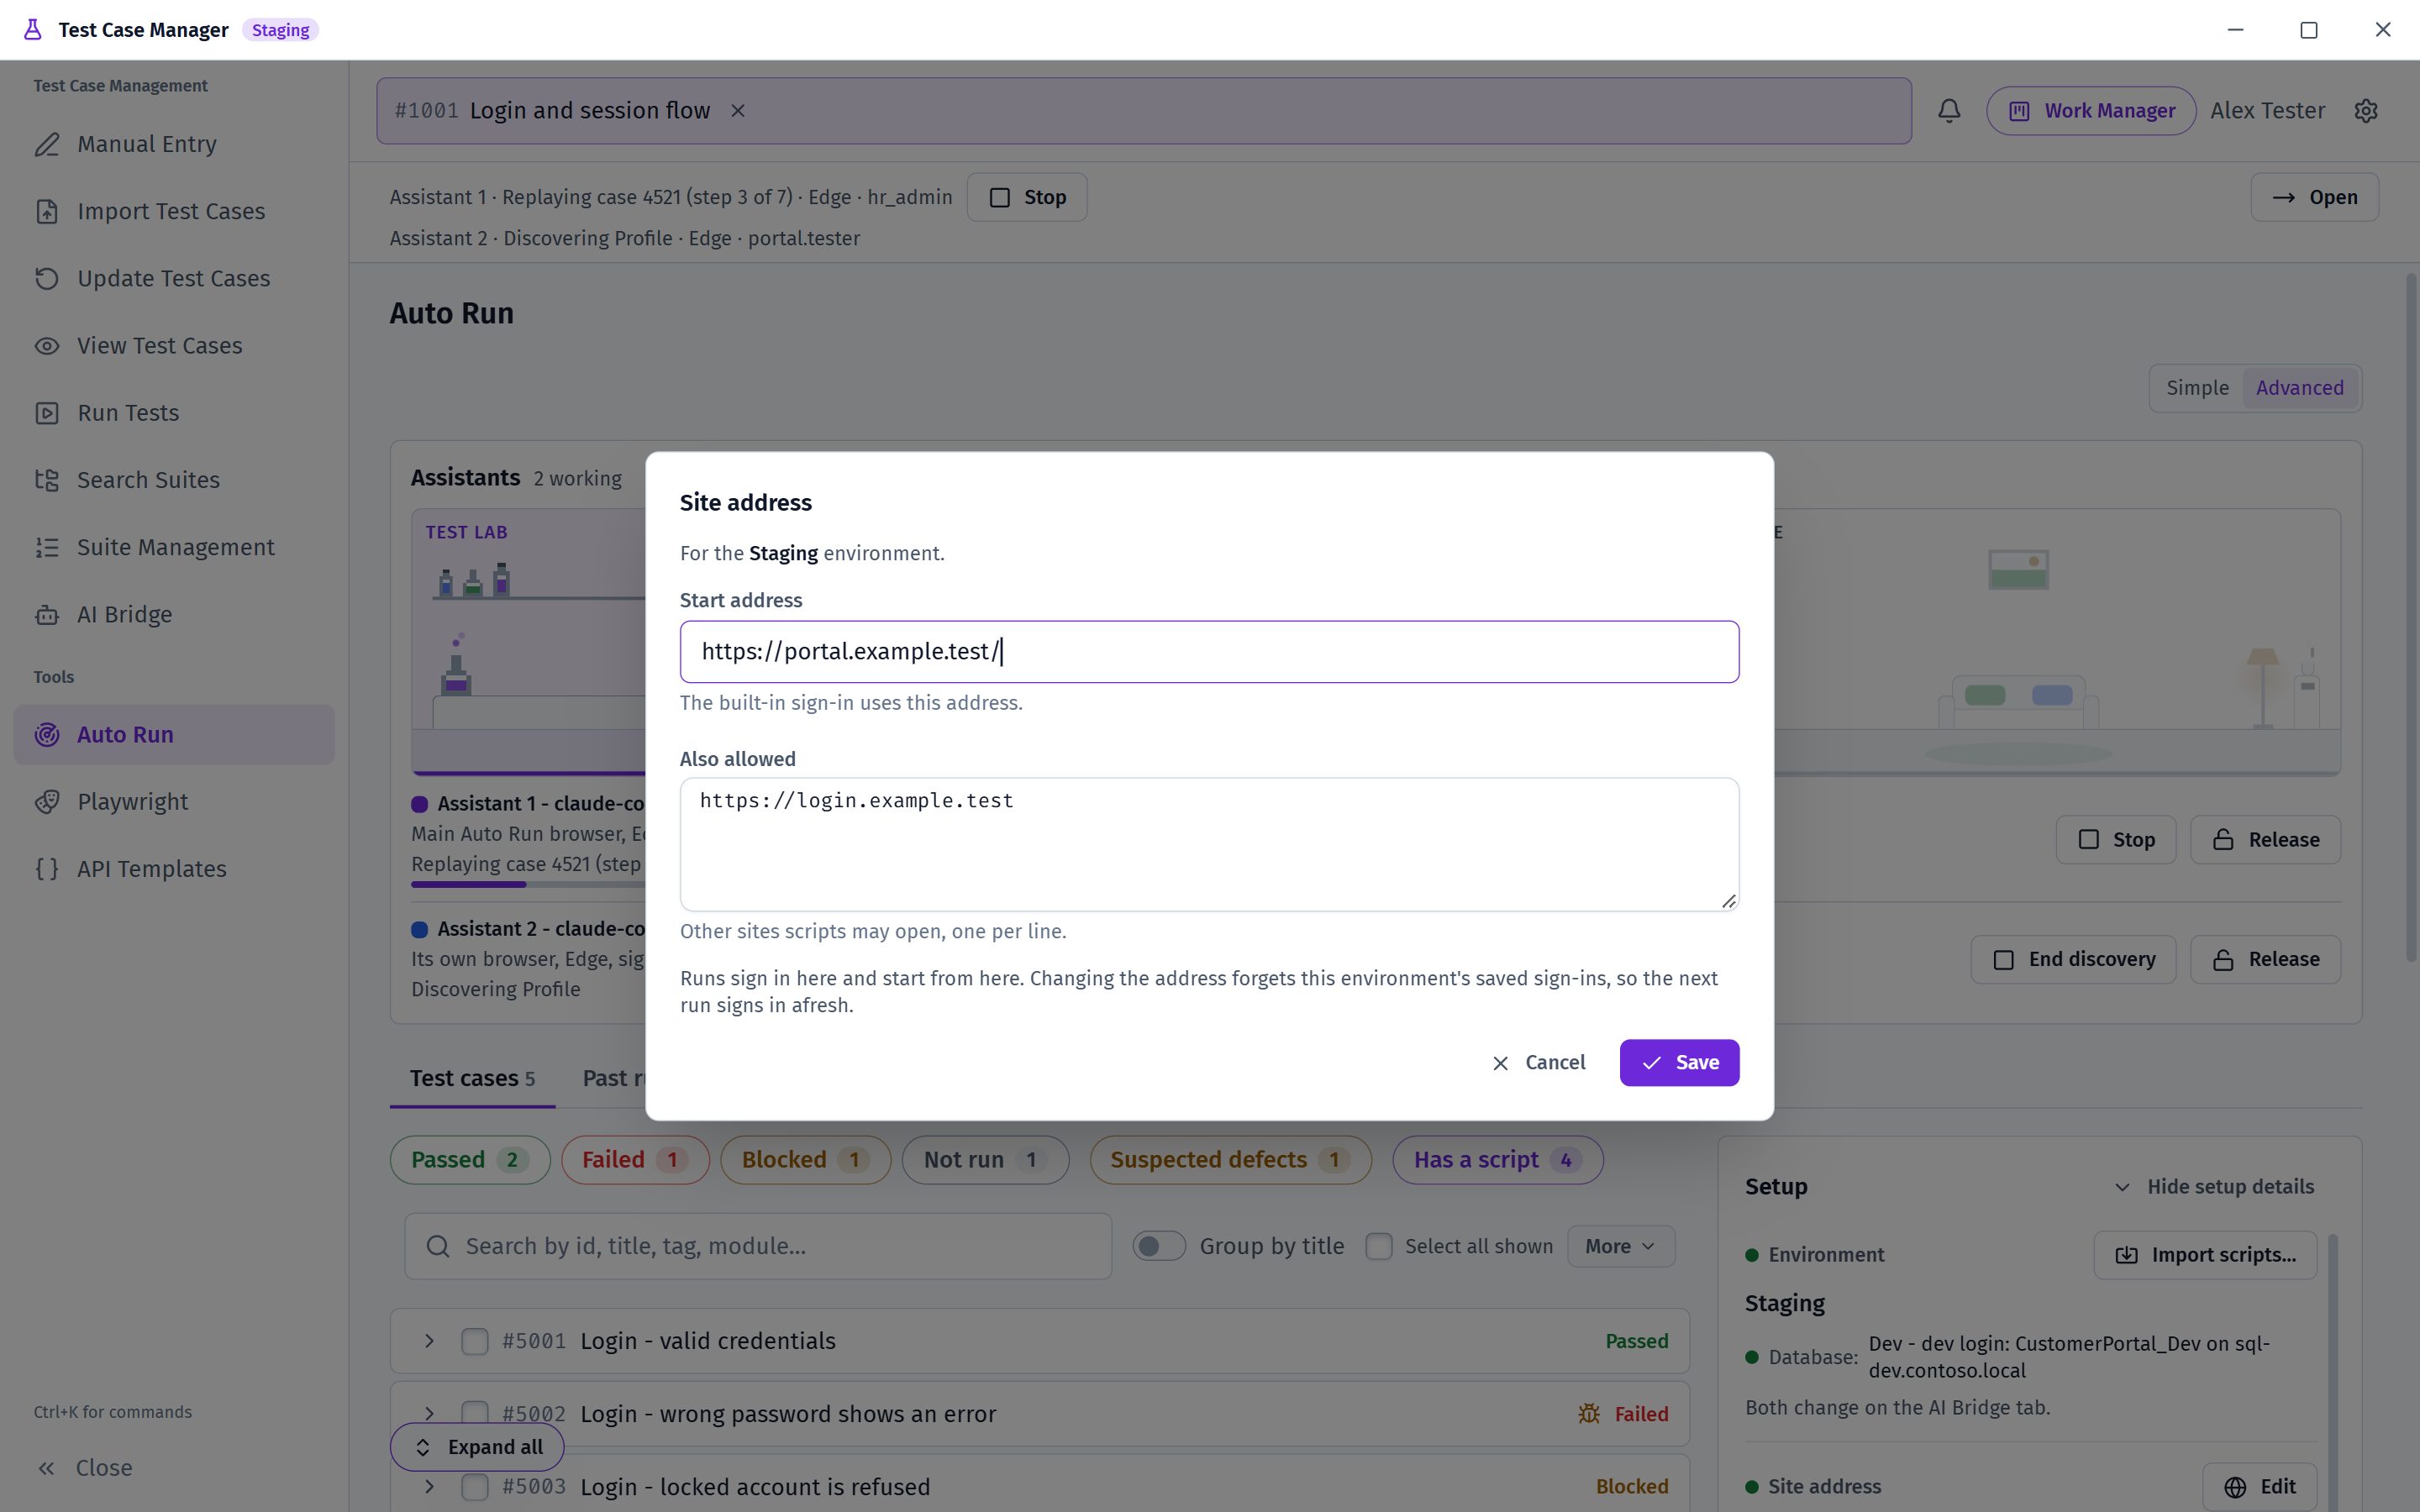 Test Case Manager Staging
Test Case Management
Manual Entry
Import Test Cases
Update Test Cases
View Test Cases
Run Tests
Search Suites
Suite Management
AI Bridge
Tools
Auto Run
Playwright
API Templates
Ctrl+K for commands
Close
#1001 Login and session flow
Work Manager
Alex Tester
Assistant 1 · Replaying case 4521 (step 3 of 7) · Edge · hr_admin
Stop
Open
Assistant 2 · Discovering Profile · Edge · portal.tester
Auto Run
Simple
Advanced
Assistants 2 working
TEST LAB
E
Assistant 1 - claude-co
Main Auto Run browser, E
Replaying case 4521 (step
Stop
Release
Assistant 2 - claude-co
Its own browser, Edge, sig
Discovering Profile
End discovery
Release
Site address
For the Staging environment.
Start address
https://portal.example.test/
The built-in sign-in uses this address.
Also allowed
https://login.example.test
Other sites scripts may open, one per line.
Runs sign in here and start from here. Changing the address forgets this environment's saved sign-ins, so the next
run signs in afresh.
Cancel
Save
Test cases 5
Past r
Passed 2
Failed 1
Blocked 1
Not run 1
Suspected defects 1
Has a script 4
Search by id, title, tag, module...
Group by title
Select all shown
More
#5001 Login - valid credentials
Passed
#5002 Login - wrong password shows an error
Failed
Expand all
#5003 Login - locked account is refused
Blocked
Setup
Hide setup details
Environment
Import scripts...
Staging
Database: Dev - dev login: CustomerPortal_Dev on sql-
dev.contoso.local
Both change on the AI Bridge tab.
Site address
Edit